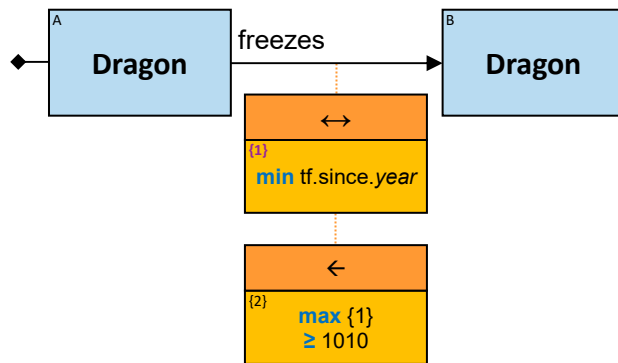 A
Dragon
freezes
B
Dragon
↔
{1}
min tf.since.year
←
{2}
max {1}
≥ 1010